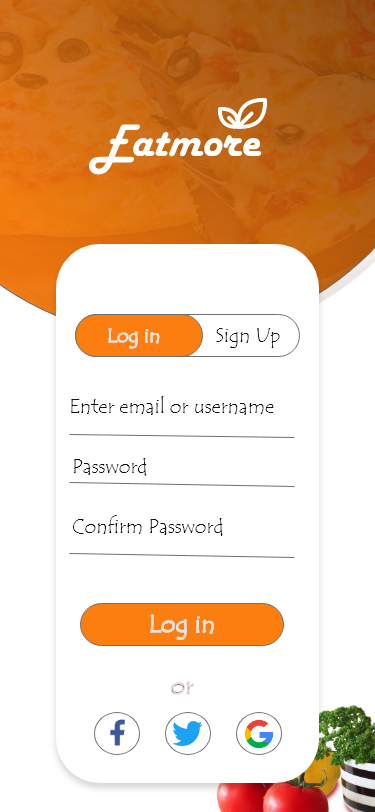 Eatmore
Log in Sign Up
Enter email or username
Password
Confirm Password
Log in
or